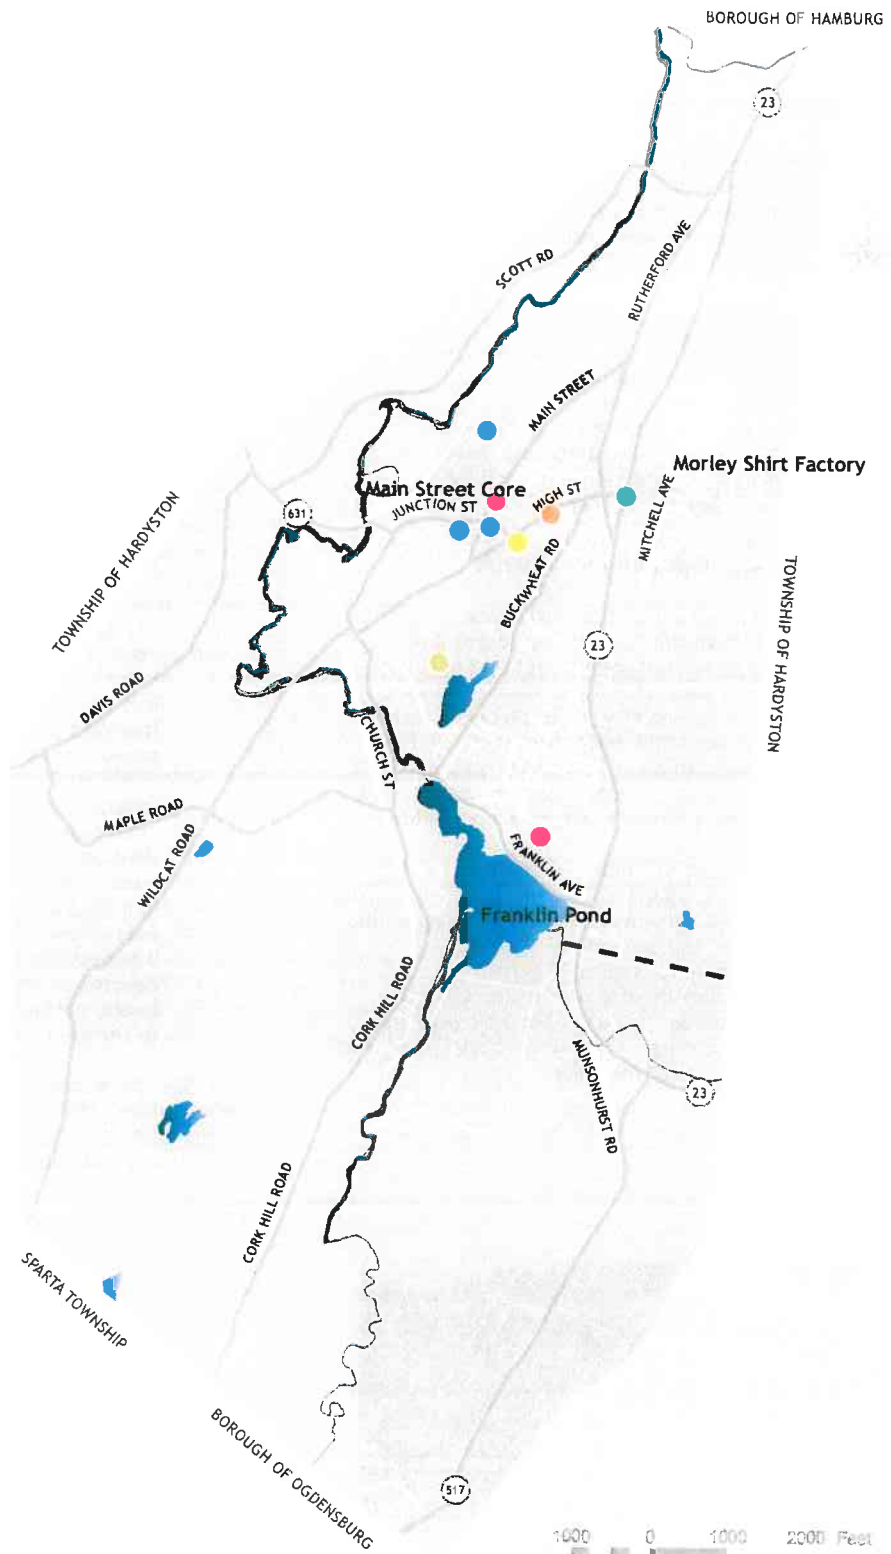 BOROUGH OF HAMBURG
23
SCOTT RD
RUTHERFORD AVE
MAIN STREET
Morley Shirt Factory
Main Street Core
HIGH ST
JUNCTION ST
631
MITCHELL AVE
TOWNSHIP OF HARDYSTON
BUCKWHEAT RD
TOWNSHIP OF HARDYSTON
23
DAVIS ROAD
CHURCH ST
MAPLE ROAD
WILDCAT ROAD
FRANKLIN AVE
Franklin Pond
CORK HILL ROAD
MUNSONHURST RD
23
CORK HILL ROAD
SPARTA TOWNSHIP
BOROUGH OF OGDENSBURG
517
1000 0 1000 2000 Feet